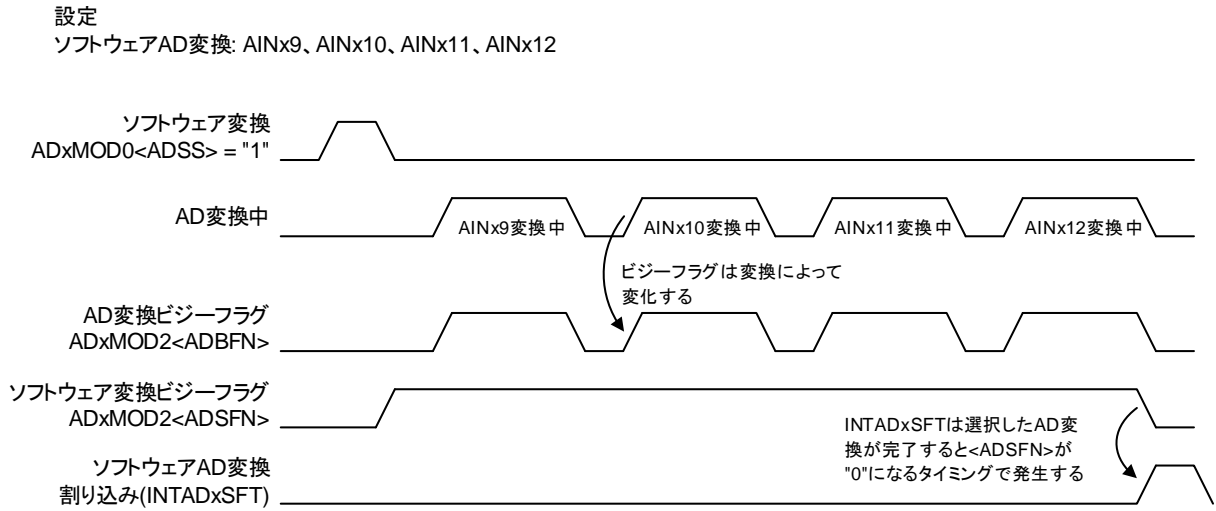 設定
ソフトウェアAD変換: AINx9、AINx10、AINx11、AINx12
ソフトウェア変換
ADxMOD0<ADSS> = "1"
AD変換中
AINx9変換中
AINx10変換中
AINx11変換中
AINx12変換中
ビジーフラグは変換によって
変化する
AD変換ビジーフラグ
ADxMOD2<ADBFN>
ソフトウェア変換ビジーフラグ
ADxMOD2<ADSFN>
INTADxSFTは選択したAD変
換が完了すると<ADSFN>が
"0"になるタイミングで発生する
ソフトウェアAD変換
割り込み(INTADxSFT)